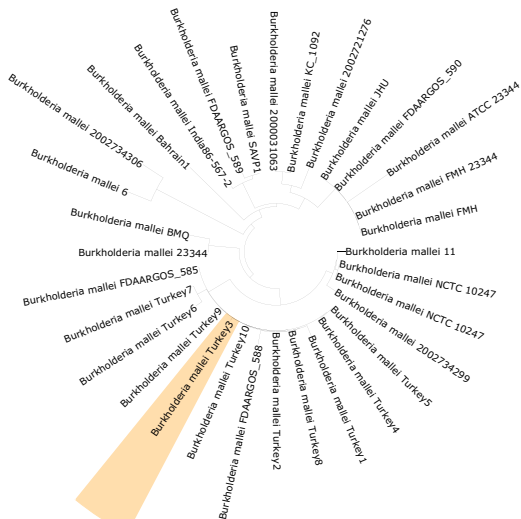 Burkholderia mallei 11
Burkholderia mallei FMH
Burkholderia mallei FMH 23344
Burkholderia mallei ATCC 23344
Burkholderia mallei FDAARGOS_590
Burkholderia mallei JHU
Burkholderia mallei 2002721276
Burkholderia mallei KC_1092
Burkholderia mallei 2000031063
Burkholderia mallei SAVP1
Burkholderia mallei FDAARGOS_589
Burkholderia mallei India86-567-2
Burkholderia mallei Bahrain1
Burkholderia mallei 2002734306
Burkholderia mallei 6
Burkholderia mallei BMQ
Burkholderia mallei 23344
Burkholderia mallei FDAARGOS_585
Burkholderia mallei Turkey7
Burkholderia mallei Turkey6
Burkholderia mallei Turkey9
Burkholderia mallei Turkey3
Burkholderia mallei Turkey10
Burkholderia mallei FDAARGOS_588
Burkholderia mallei Turkey2
Burkholderia mallei Turkey8
Burkholderia mallei Turkey1
Burkholderia mallei Turkey4
Burkholderia mallei Turkey5
Burkholderia mallei 2002734299
Burkholderia mallei NCTC 10247
Burkholderia mallei NCTC 10247